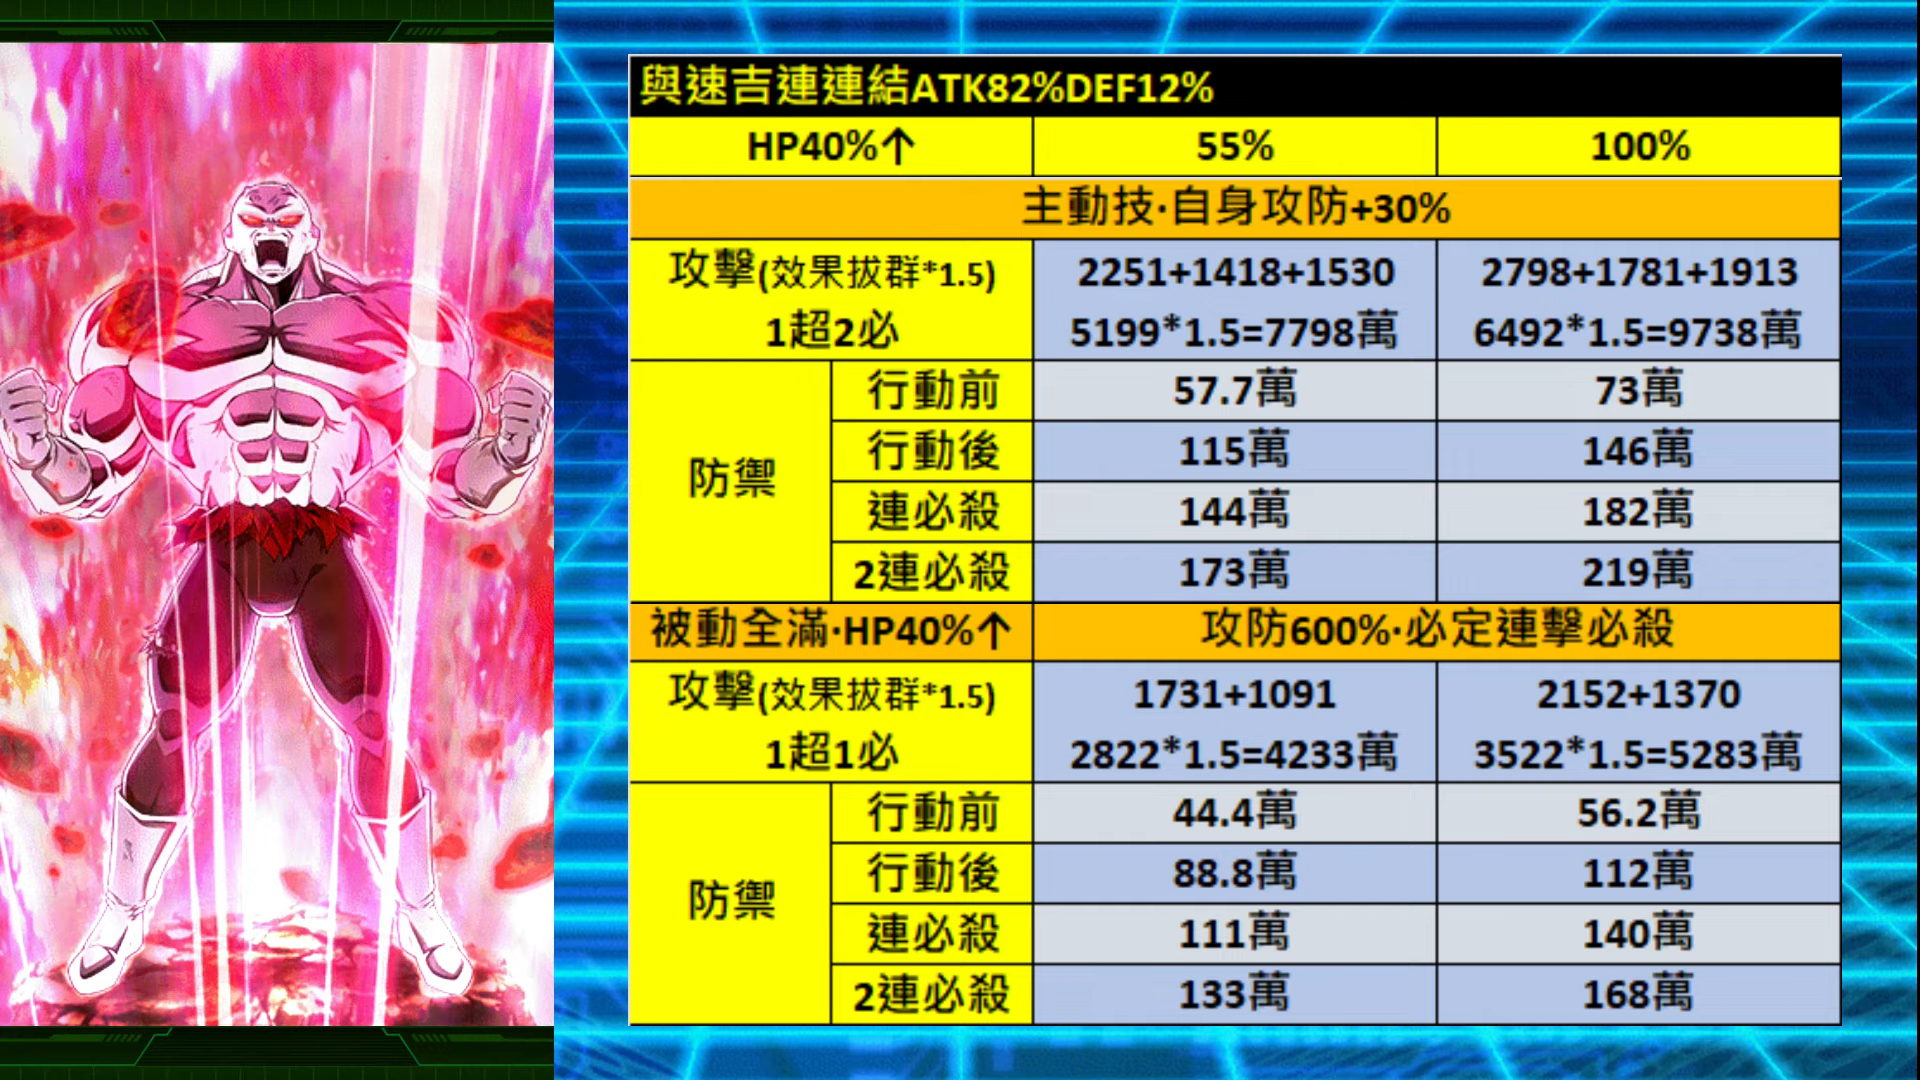 與速吉連連結ATK82%DEF12%
HP40%↑ 55% 100%
主動技·自身攻防+30%
攻擊(效果拔群*1.5)
1超2必
2251+1418+1530
5199*1.5=7798萬
2798+1781+1913
6492*1.5=9738萬
防禦
行動前 57.7萬 73萬
行動後 115萬 146萬
連必殺 144萬 182萬
2連必殺 173萬 219萬
被動全滿·HP40%↑ 攻防600%·必定連擊必殺
攻擊(效果拔群*1.5)
1超1必
1731+1091
2822*1.5=4233萬
2152+1370
3522*1.5=5283萬
防禦
行動前 44.4萬 56.2萬
行動後 88.8萬 112萬
連必殺 111萬 140萬
2連必殺 133萬 168萬